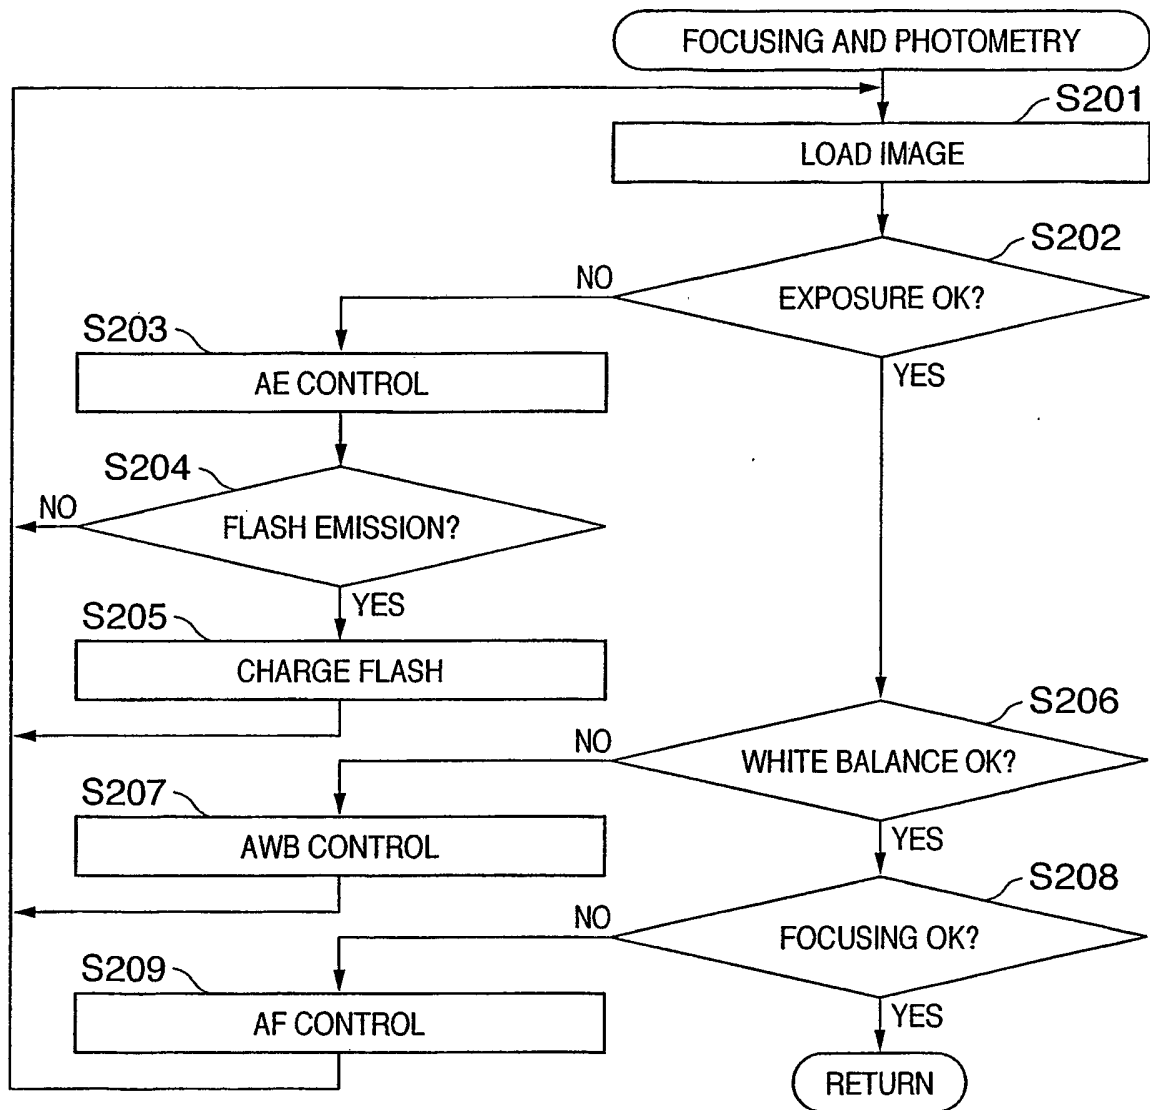 FOCUSING AND PHOTOMETRY
S201
LOAD IMAGE
S202
NO
EXPOSURE OK?
YES
S203
AE CONTROL
S204
NO
FLASH EMISSION?
YES
S205
CHARGE FLASH
S206
NO
WHITE BALANCE OK?
YES
S207
AWB CONTROL
S208
NO
FOCUSING OK?
YES
S209
AF CONTROL
RETURN